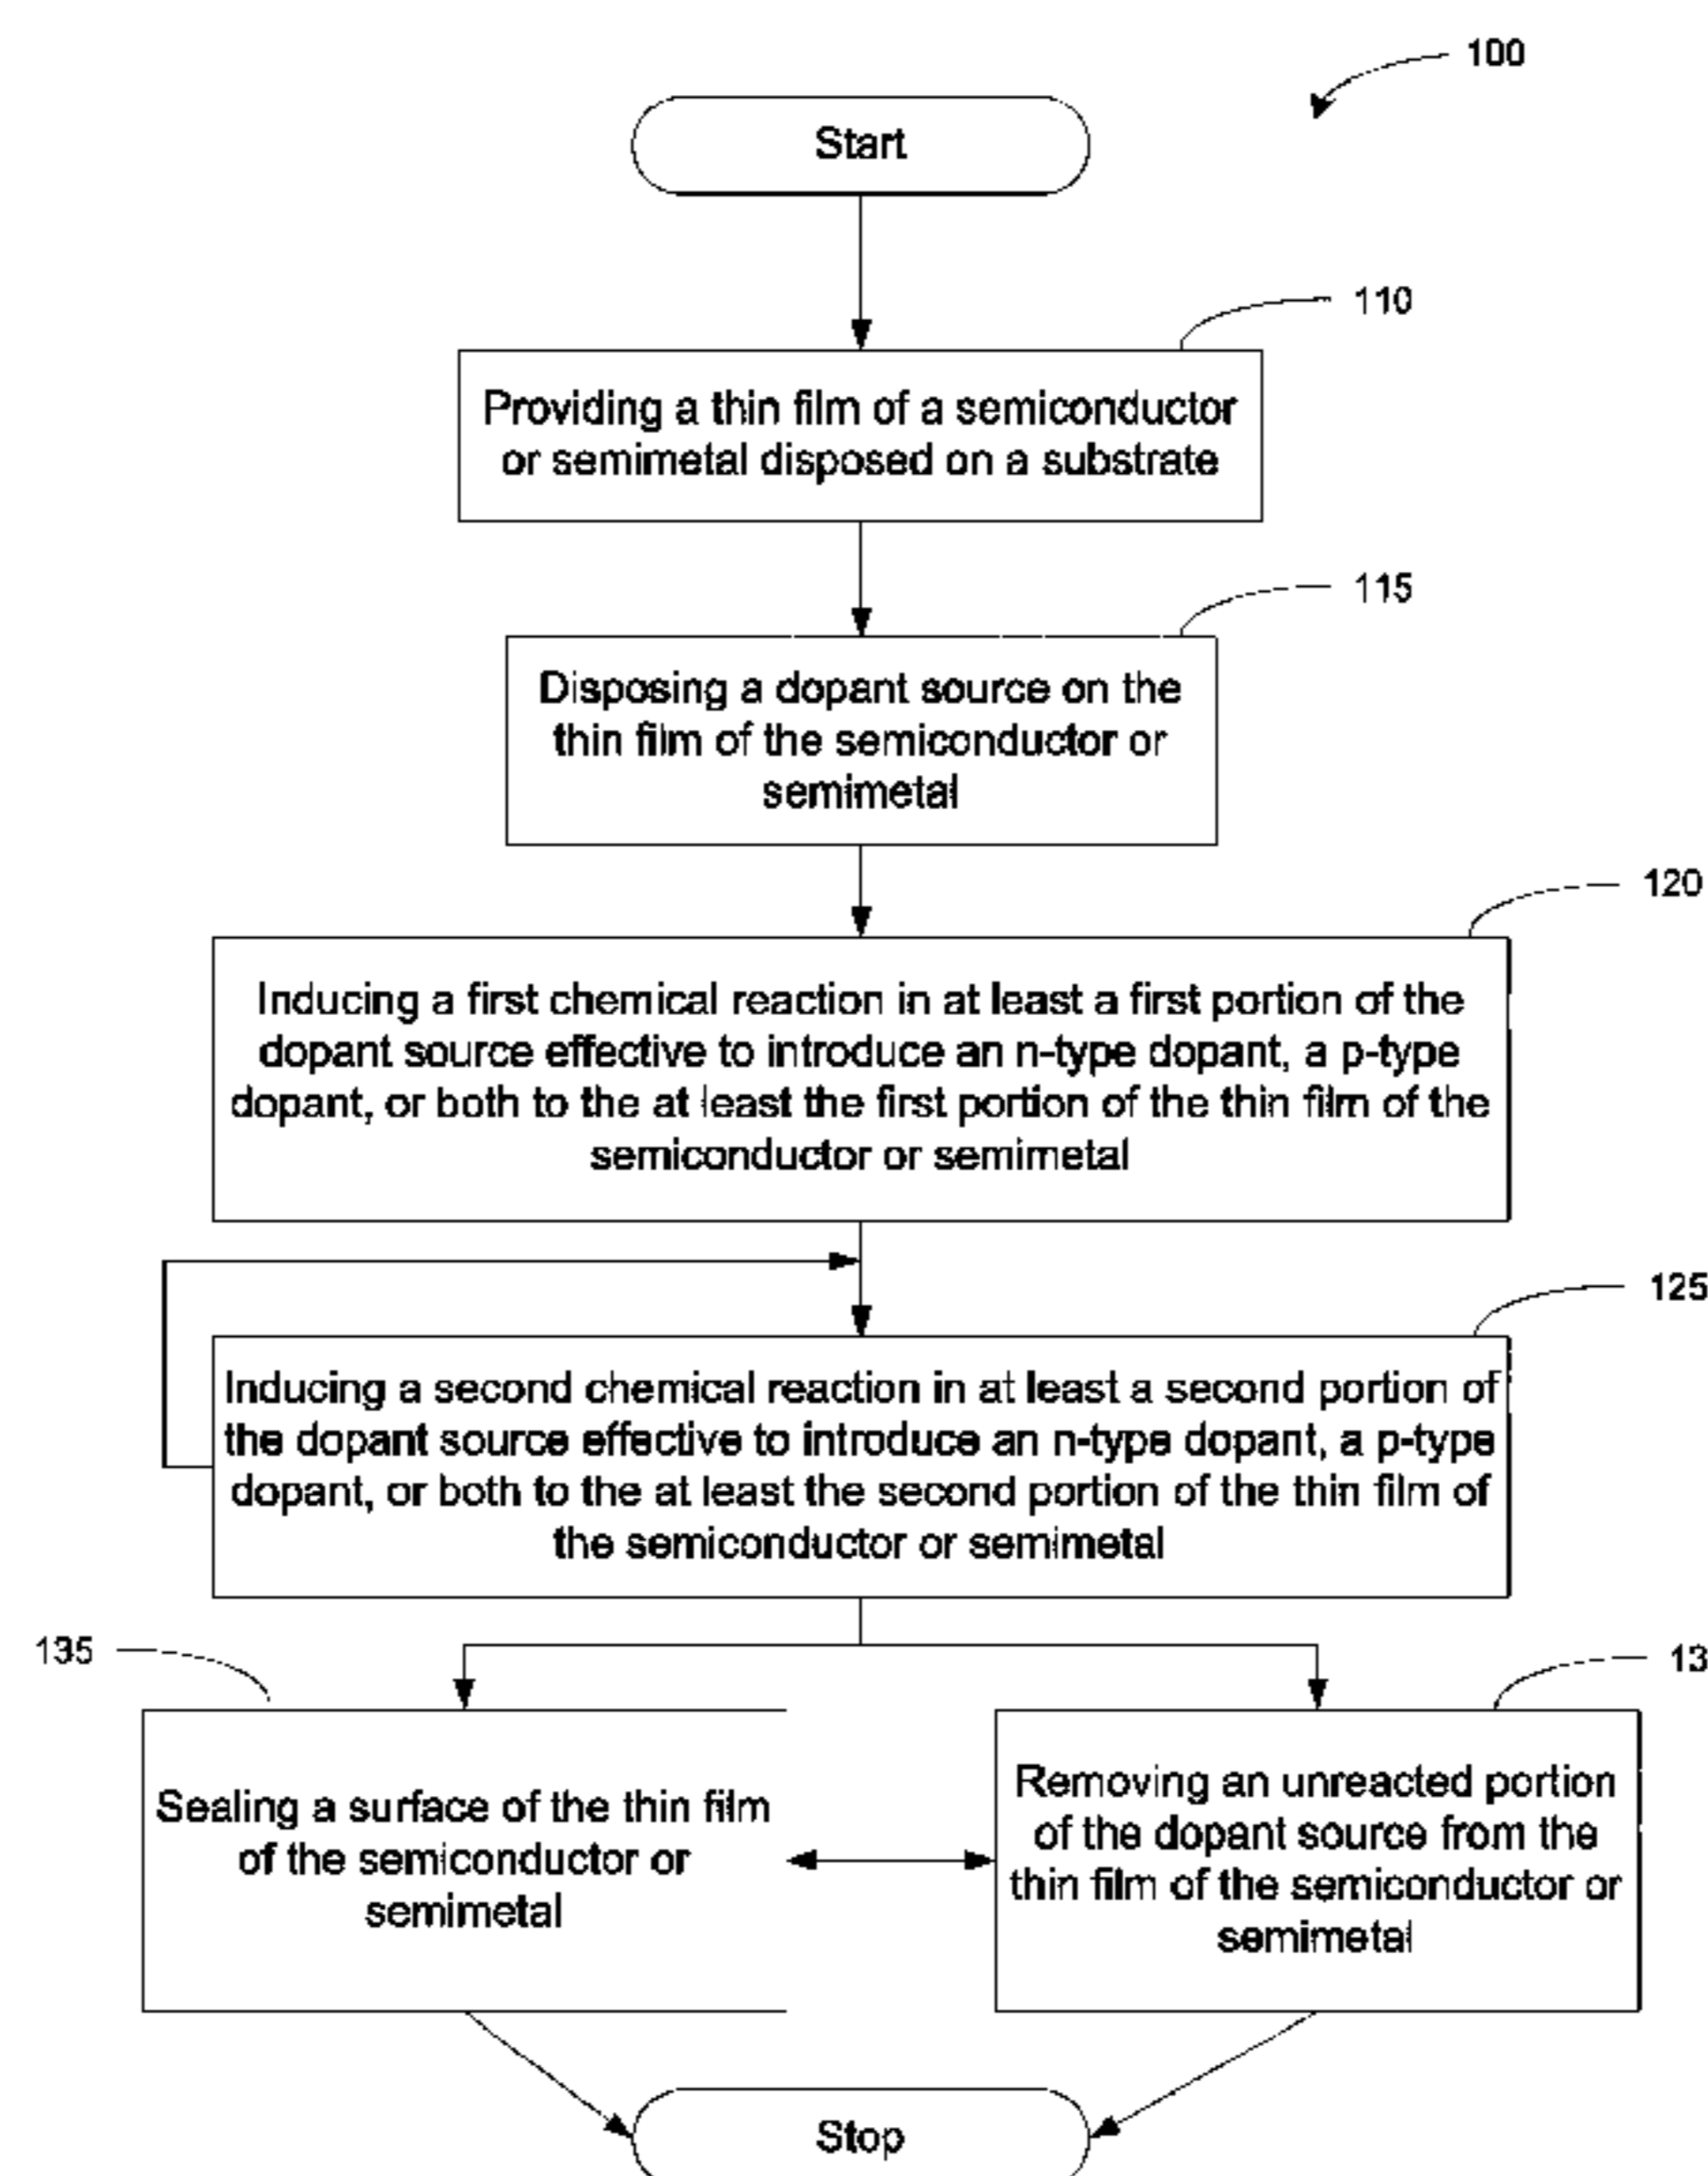 100
Start
110
Providing a thin film of a semiconductor
or semimetal disposed on a substrate
115
Disposing a dopant source on the
thin film of the semiconductor or
semimetal
120
Inducing a first chemical reaction in at least a first portion of the
dopant source effective to introduce an n-type dopant, a p-type
dopant, or both to the at least the first portion of the thin film of the
semiconductor or semimetal
125
Inducing a second chemical reaction in at least a second portion of
the dopant source effective to introduce an n-type dopant, a p-type
dopant, or both to the at least the second portion of the thin film of
the semiconductor or semimetal
135
Sealing a surface of the thin film
of the semiconductor or
semimetal
13
Removing an unreacted portion
of the dopant source from the
thin film of the semiconductor or
semimetal
Stop